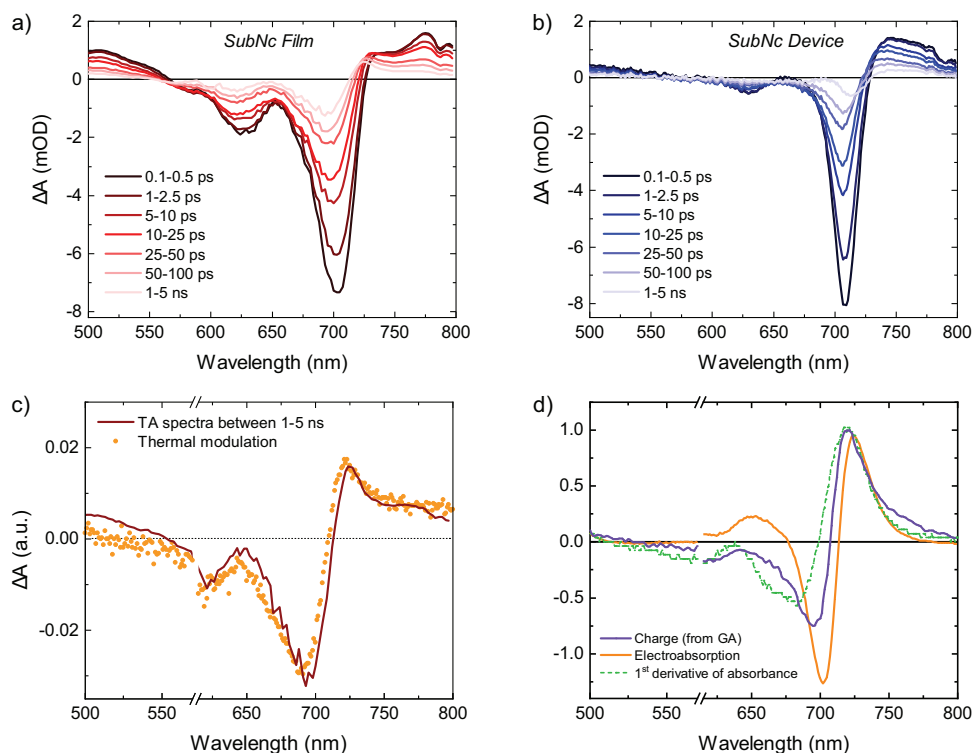 a)
SubNc Film
ΔA (mOD)
2
0
-2
-4
-6
-8
0.1-0.5 ps
1-2.5 ps
5-10 ps
10-25 ps
25-50 ps
50-100 ps
1-5 ns
500 550 600 650 700 750 800
Wavelength (nm)
b)
SubNc Device
ΔA (mOD)
2
0
-2
-4
-6
-8
0.1-0.5 ps
1-2.5 ps
5-10 ps
10-25 ps
25-50 ps
50-100 ps
1-5 ns
500 550 600 650 700 750 800
Wavelength (nm)
c)
TA spectra between 1-5 ns
Thermal modulation
ΔA (a.u.)
0.02
0.00
-0.02
500 550 650 700 750 800
Wavelength (nm)
d)
1.0
0.5
0.0
-0.5
-1.0
Charge (from GA)
Electroabsorption
1st derivative of absorbance
500 550 650 700 750 800
Wavelength (nm)